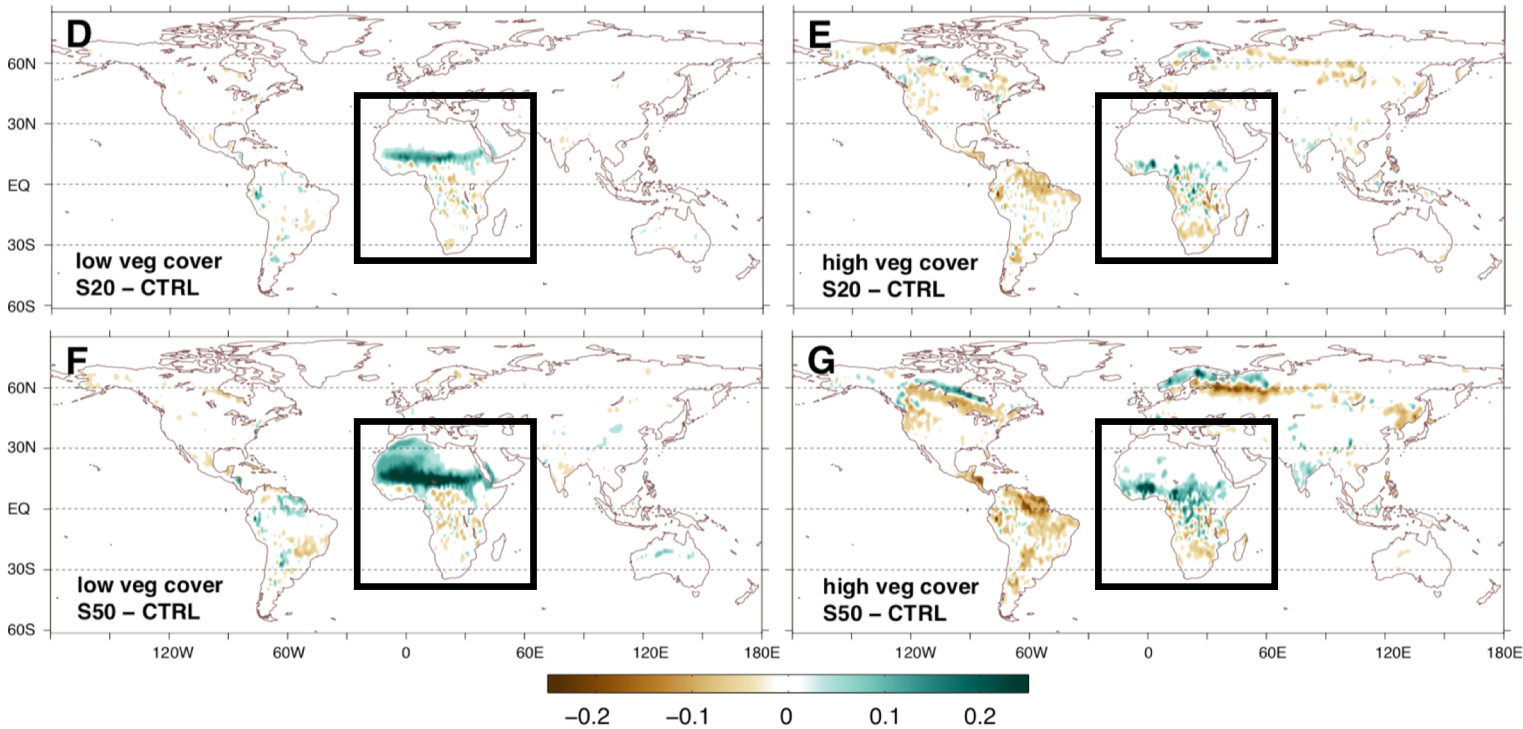 D
E
60N
30N
EQ
30S
60S
low veg cover
S20 – CTRL
high veg cover
S20 – CTRL
F
G
60N
30N
EQ
30S
60S
low veg cover
S50 – CTRL
high veg cover
S50 – CTRL
120W 60W 0 60E 120E 180E
120W 60W 0 60E 120E 180E
−0.2 −0.1 0 0.1 0.2